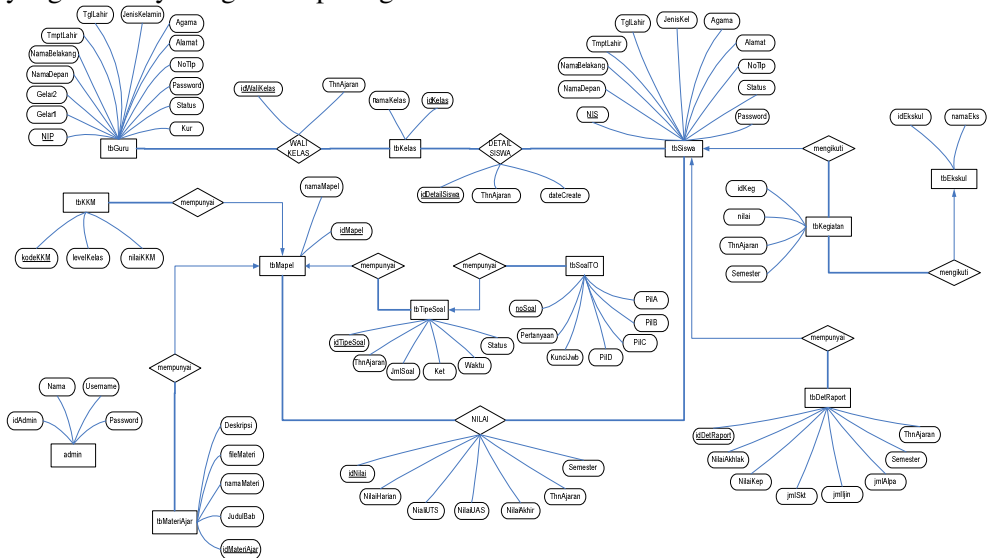 TglLahir
JenisKelamin
Agama
TmptLahir
Alamat
NamaBelakang
NoTlp
NamaDepan
Password
Gelar2
Status
Gelar1
Kur
NIP
tbGuru
idWaliKelas
ThnAjaran
WALI
KELAS
namaKelas
idKelas
tbKelas
DETAIL
SISWA
idDetailSiswa
ThnAjaran
dateCreate
TglLahir
JenisKel
Agama
TmptLahir
Alamat
NamaBelakang
NoTlp
NamaDepan
Status
NIS
Password
tbSiswa
mengikuti
idEkskul
namaEks
tbEkskul
idKeg
nilai
ThnAjaran
Semester
tbKegiatan
mengikuti
tbKKM
mempunyai
kodeKKM
levelKelas
nilaiKKM
namaMapel
idMapel
tbMapel
mempunyai
mempunyai
tbSoalTO
tbTipeSoal
idTipeSoal
ThnAjaran
JmlSoal
Ket
Waktu
Status
noSoal
Pertanyaan
KunciJwb
PilD
PilC
PilB
PilA
mempunyai
mempunyai
tbDetRaport
idDetRaport
NilaiAkhlak
NilaiKep
jmlSkt
jmlIjin
jmlAlpa
Semester
ThnAjaran
Nama
Username
idAdmin
Password
admin
Deskripsi
fileMateri
namaMateri
JudulBab
idMateriAjar
tbMateriAjar
NILAI
idNilai
NilaiHarian
NialiUTS
NilaiUAS
NilaiAkhir
ThnAjaran
Semester